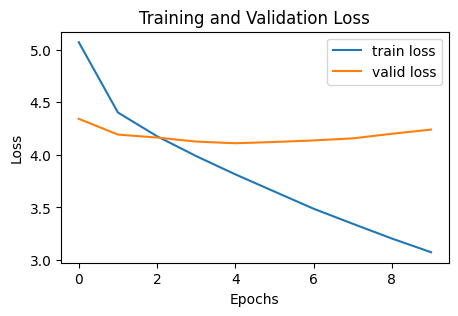 Training and Validation Loss
train loss
valid loss
5.0
4.5
4.0
3.5
3.0
Loss
0
2
4
6
8
Epochs